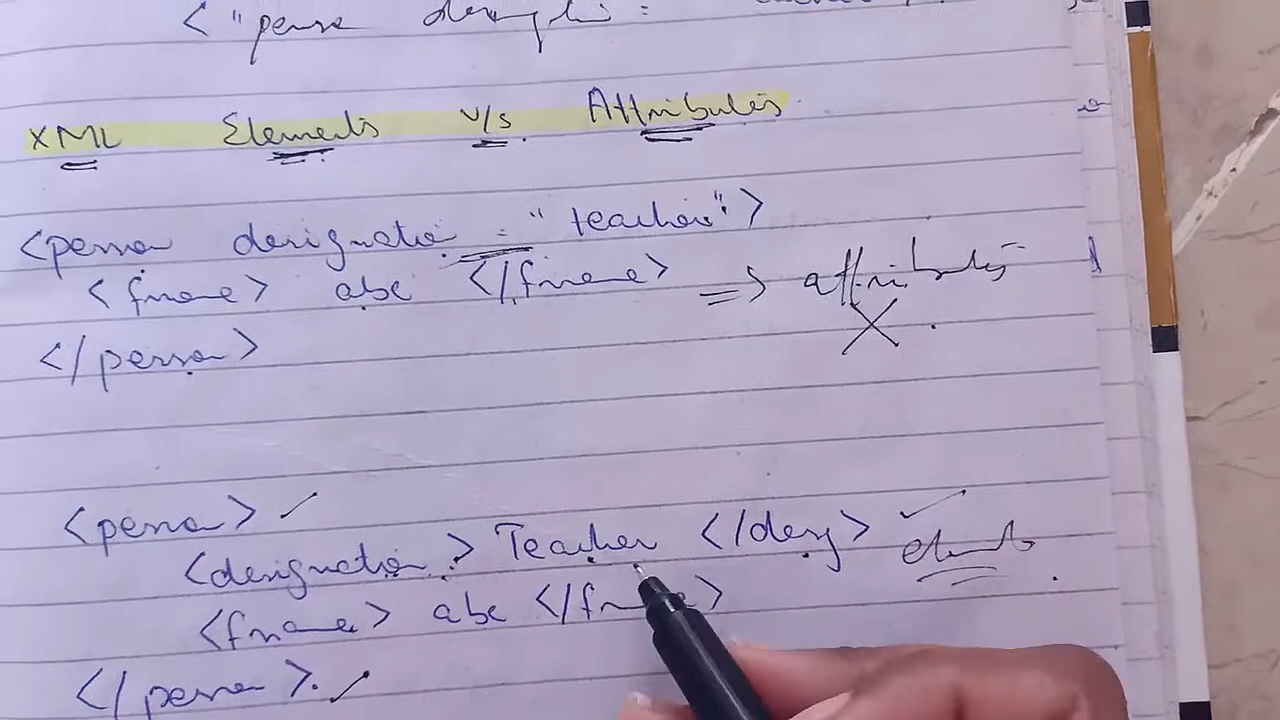 XML Elements v/s Attributes
<person designation = "teacher">
<fname> abc </fname> => attributes
X
</person>
<person> ✓
<designation> Teacher </desg> ✓ elements
<fname> abc </fname>
</person>. ✓